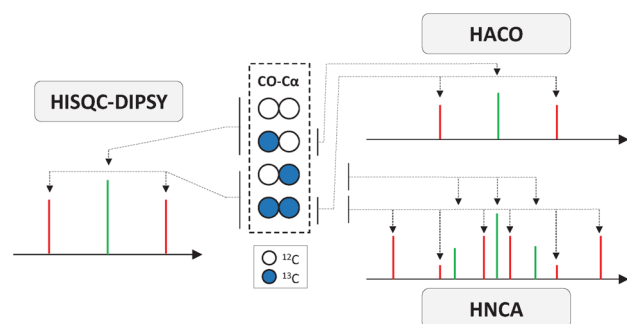 HACO
CO-Cα
HISQC-DIPSY
¹²C
¹³C
HNCA